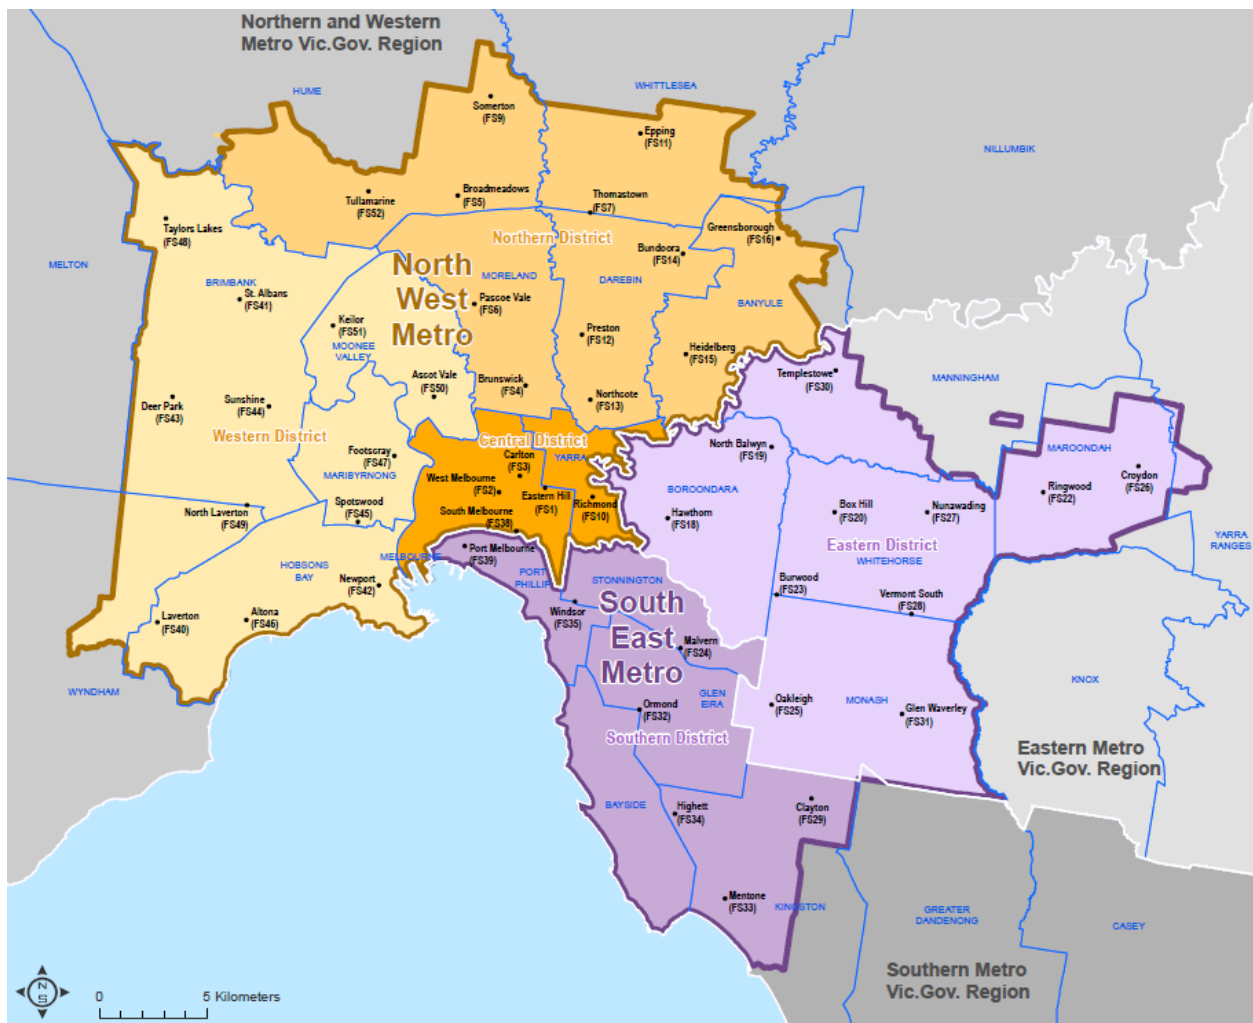 Northern and Western
Metro Vic.Gov. Region
HUME
WHITTLESEA
Somerton
(FS9)
Epping
(FS11)
NILLUMBIK
Tullamarine
(FS52)
Broadmeadows
(FS5)
Thomastown
(FS7)
Taylors Lakes
(FS48)
Greensborough
(FS16)
Northern District
Bundoora
(FS14)
MELTON
North
West
Metro
MORELAND
DAREBIN
BRIMBANK
St. Albans
(FS41)
Pascoe Vale
(FS6)
BANYULE
Keilor
(FS51)
MOONEE
VALLEY
Preston
(FS12)
Heidelberg
(FS15)
Templestowe
(FS30)
MANNINGHAM
Ascot Vale
(FS50)
Brunswick
(FS4)
Northcote
(FS13)
Deer Park
(FS43)
Sunshine
(FS44)
Western District
Central District
North Balwyn
(FS19)
MAROONDAH
Footscray
(FS47)
Carlton
(FS3)
YARRA
Croydon
(FS26)
MARIBYRNONG
West Melbourne
(FS2)
BOROONDARA
Ringwood
(FS22)
Eastern Hill
(FS1)
Richmond
(FS10)
Spotswood
(FS45)
North Laverton
(FS49)
South Melbourne
(FS38)
Hawthorn
(FS18)
Box Hill
(FS20)
Nunawading
(FS27)
Eastern District
WHITEHORSE
YARRA
RANGES
Port Melbourne
(FS39)
MELBOURNE
HOBSONS
BAY
PORT
PHILLIP
STONNINGTON
Newport
(FS42)
Burwood
(FS23)
Vermont South
(FS28)
South
East
Metro
Windsor
(FS35)
Laverton
(FS40)
Altona
(FS46)
Malvern
(FS24)
WYNDHAM
GLEN
EIRA
KNOX
Oakleigh
(FS25)
MONASH
Glen Waverley
(FS31)
Ormond
(FS32)
Southern District
Eastern Metro
Vic.Gov. Region
BAYSIDE
Highett
(FS34)
Clayton
(FS29)
Mentone
(FS33)
KINGSTON
GREATER
DANDENONG
CASEY
Southern Metro
Vic.Gov. Region
N
S
0 5 Kilometers